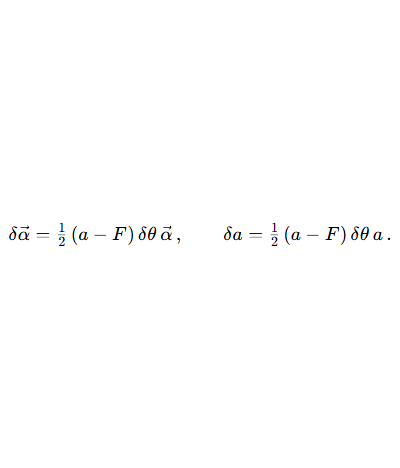 δα⃗ = ½ (a − F) δθ α⃗ ,    δa = ½ (a − F) δθ a .